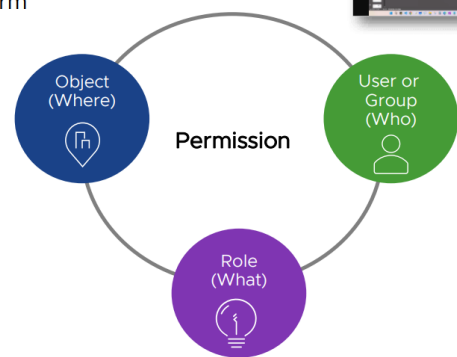 Object
(Where)
User or
Group
(Who)
Permission
Role
(What)